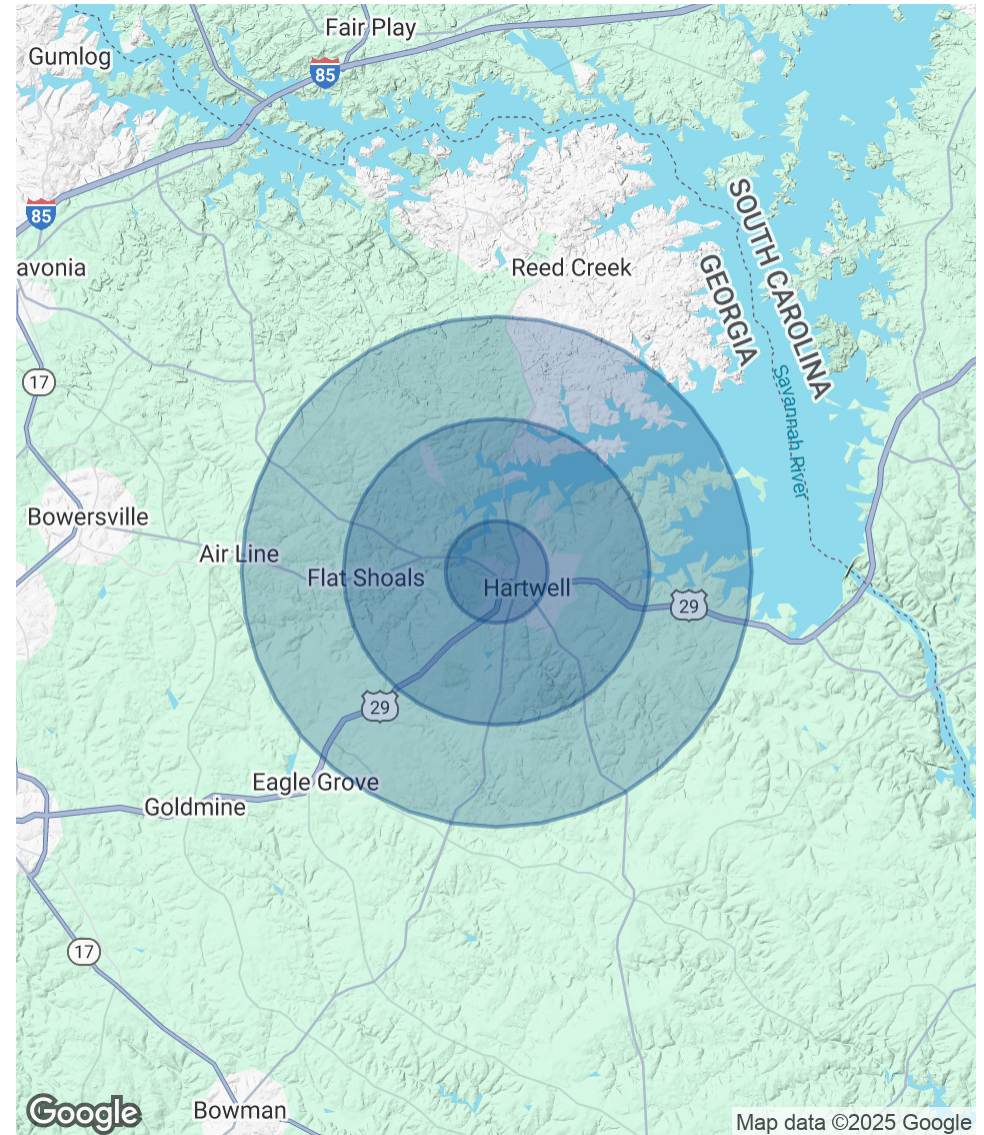 Fair Play
Gumlog
85
85
SOUTH CAROLINA
GEORGIA
avonia
Reed Creek
Savannah River
17
Bowersville
Air Line
Flat Shoals
Hartwell
29
29
Eagle Grove
Goldmine
17
Bowman
Google
Map data ©2025 Google